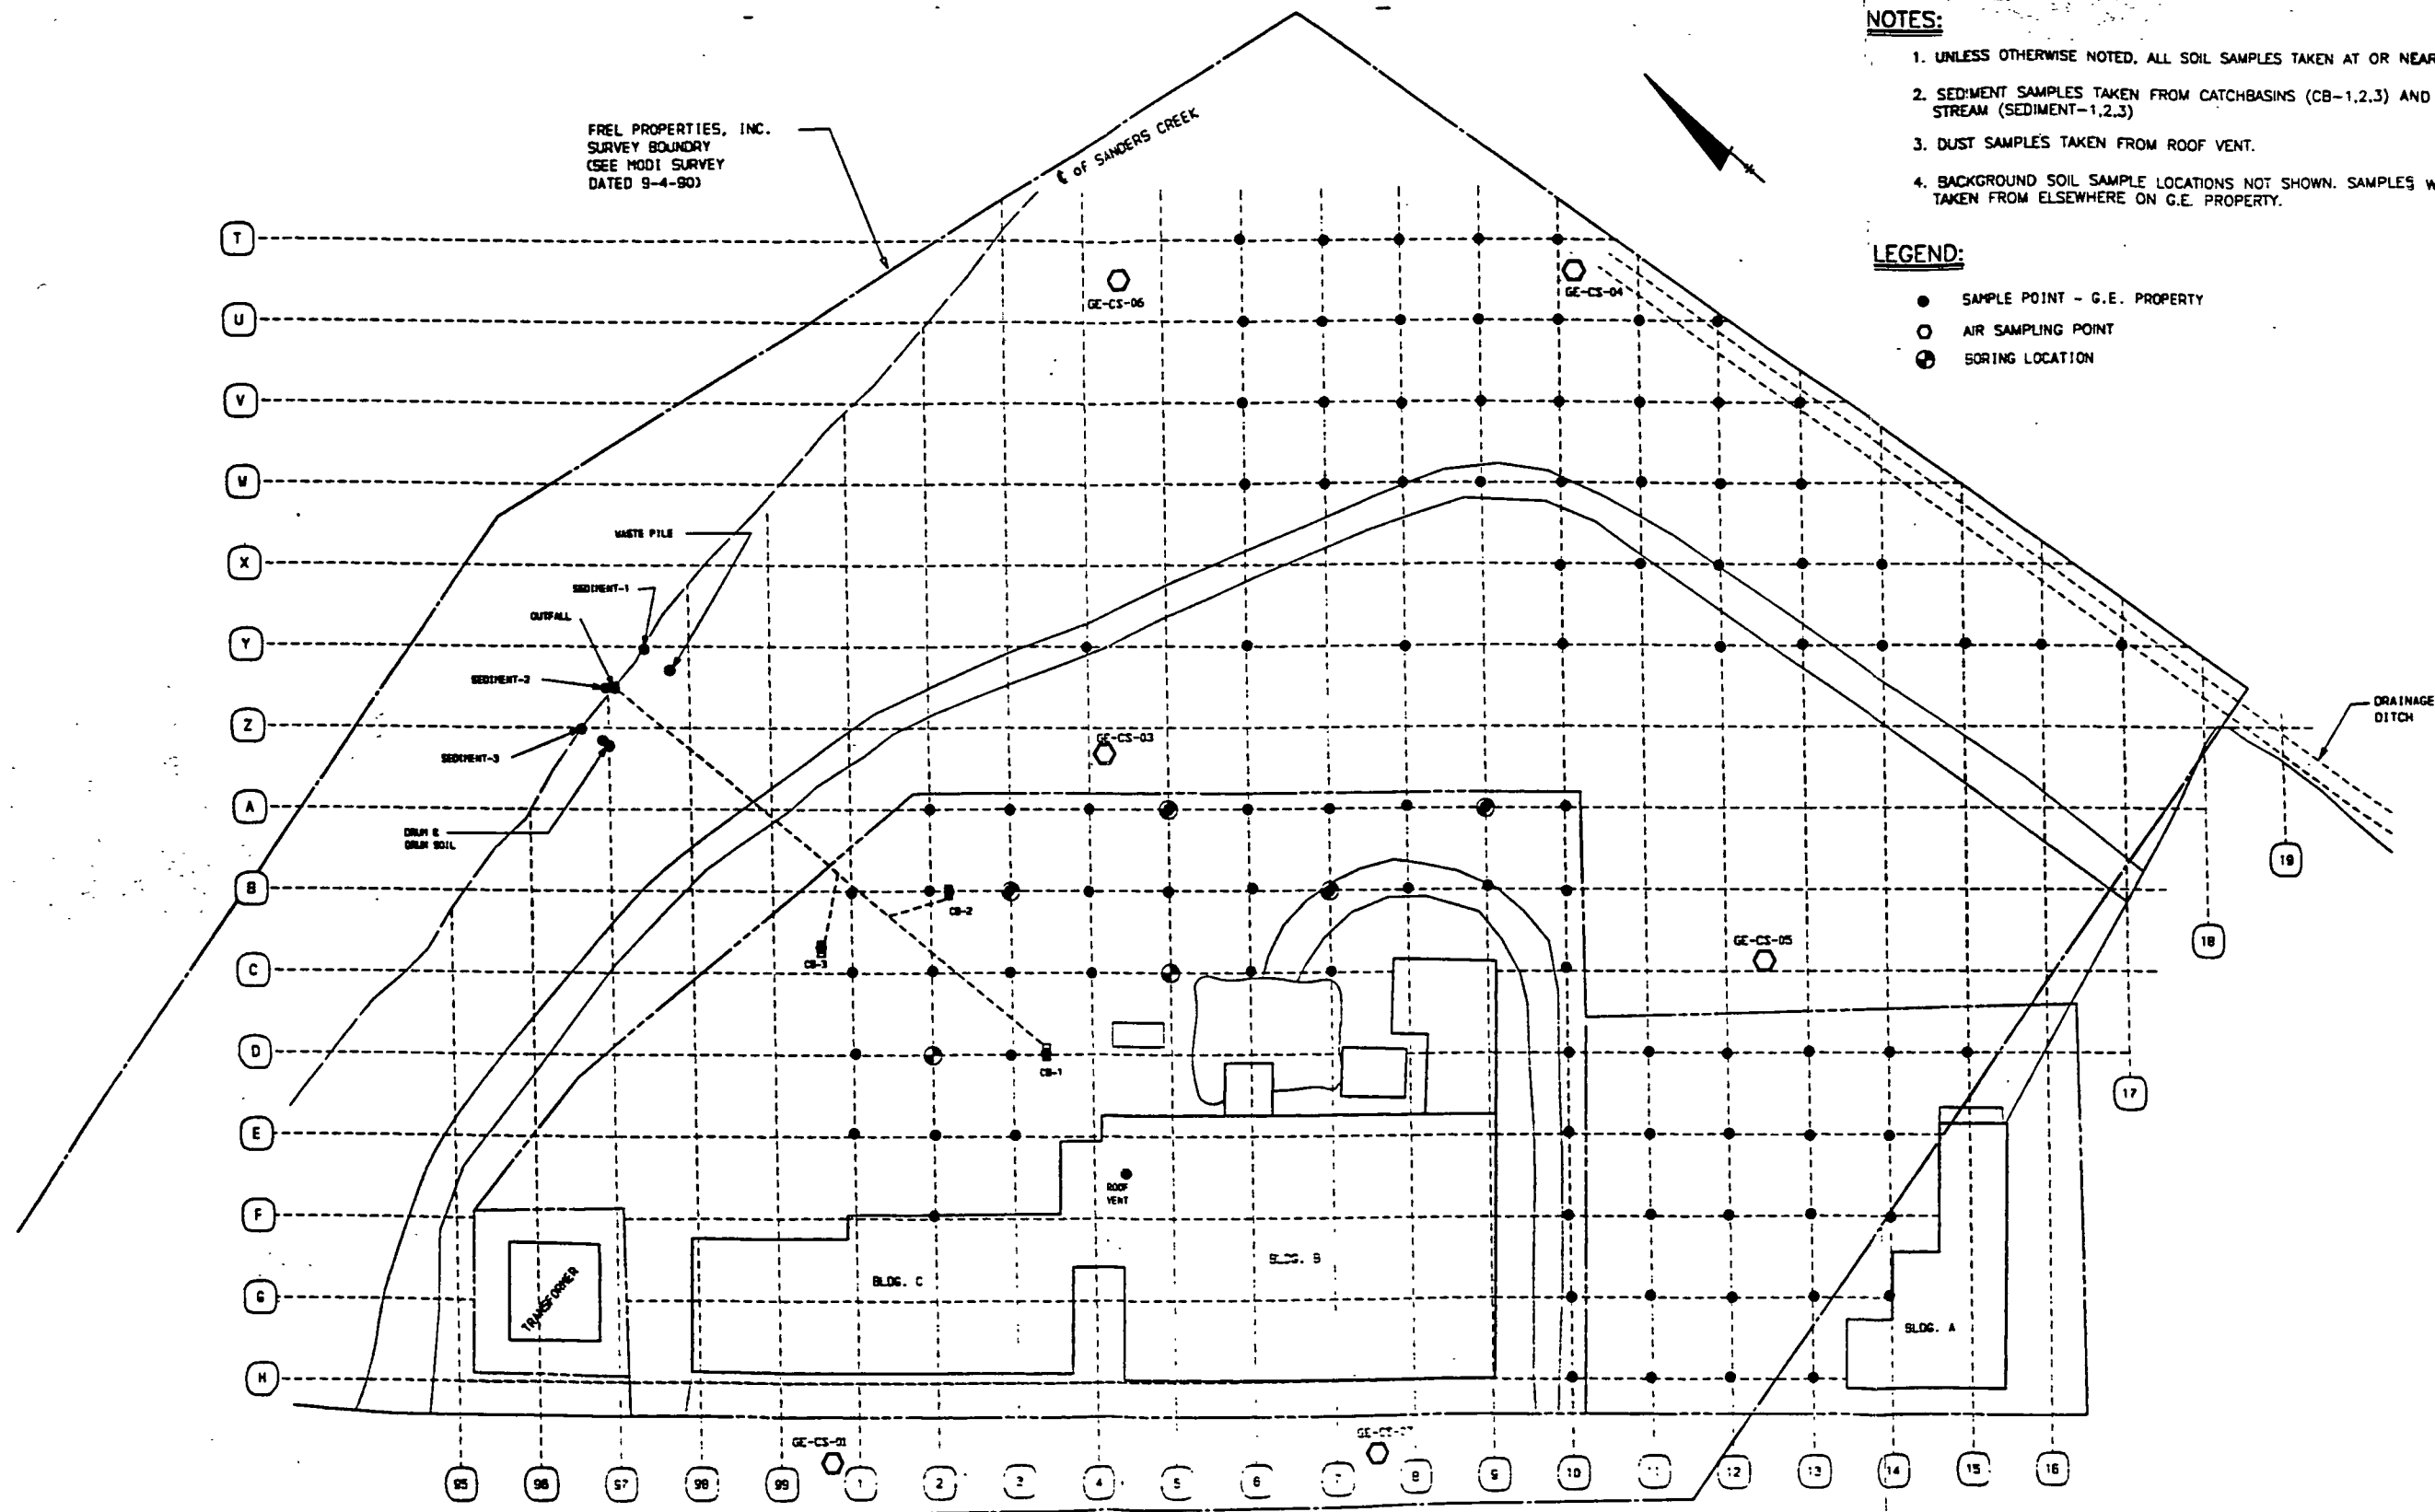 NOTES:
1. UNLESS OTHERWISE NOTED, ALL SOIL SAMPLES TAKEN AT OR NEAR
2. SEDIMENT SAMPLES TAKEN FROM CATCHBASINS (CB-1,2,3) AND
STREAM (SEDIMENT-1,2,3)
3. DUST SAMPLES TAKEN FROM ROOF VENT.
4. BACKGROUND SOIL SAMPLE LOCATIONS NOT SHOWN. SAMPLES W
TAKEN FROM ELSEWHERE ON G.E. PROPERTY.
LEGEND:
SAMPLE POINT - G.E. PROPERTY
AIR SAMPLING POINT
SORING LOCATION
FREL PROPERTIES, INC.
SURVEY BOUNDRY
(SEE MODI SURVEY
DATED 9-4-90)
℄ OF SANDERS CREEK
T
GE-CS-06
GE-CS-04
U
V
W
WASTE PILE
X
SEDIMENT-1
OUTFALL
Y
SEDIMENT-2
DRAINAGE
DITCH
Z
GE-CS-03
SEDIMENT-3
A
DRUM &
DRUM SOIL
19
B
CB-2
GE-CS-05
18
CB-3
C
D
CB-1
17
E
ROOF
VENT
F
BLDG. B
BLDG. C
G
TRANSFORMER
BLDG. A
H
GE-CS-01
95
96
97
98
99
1
2
3
4
5
6
7
8
9
10
11
12
13
14
15
16